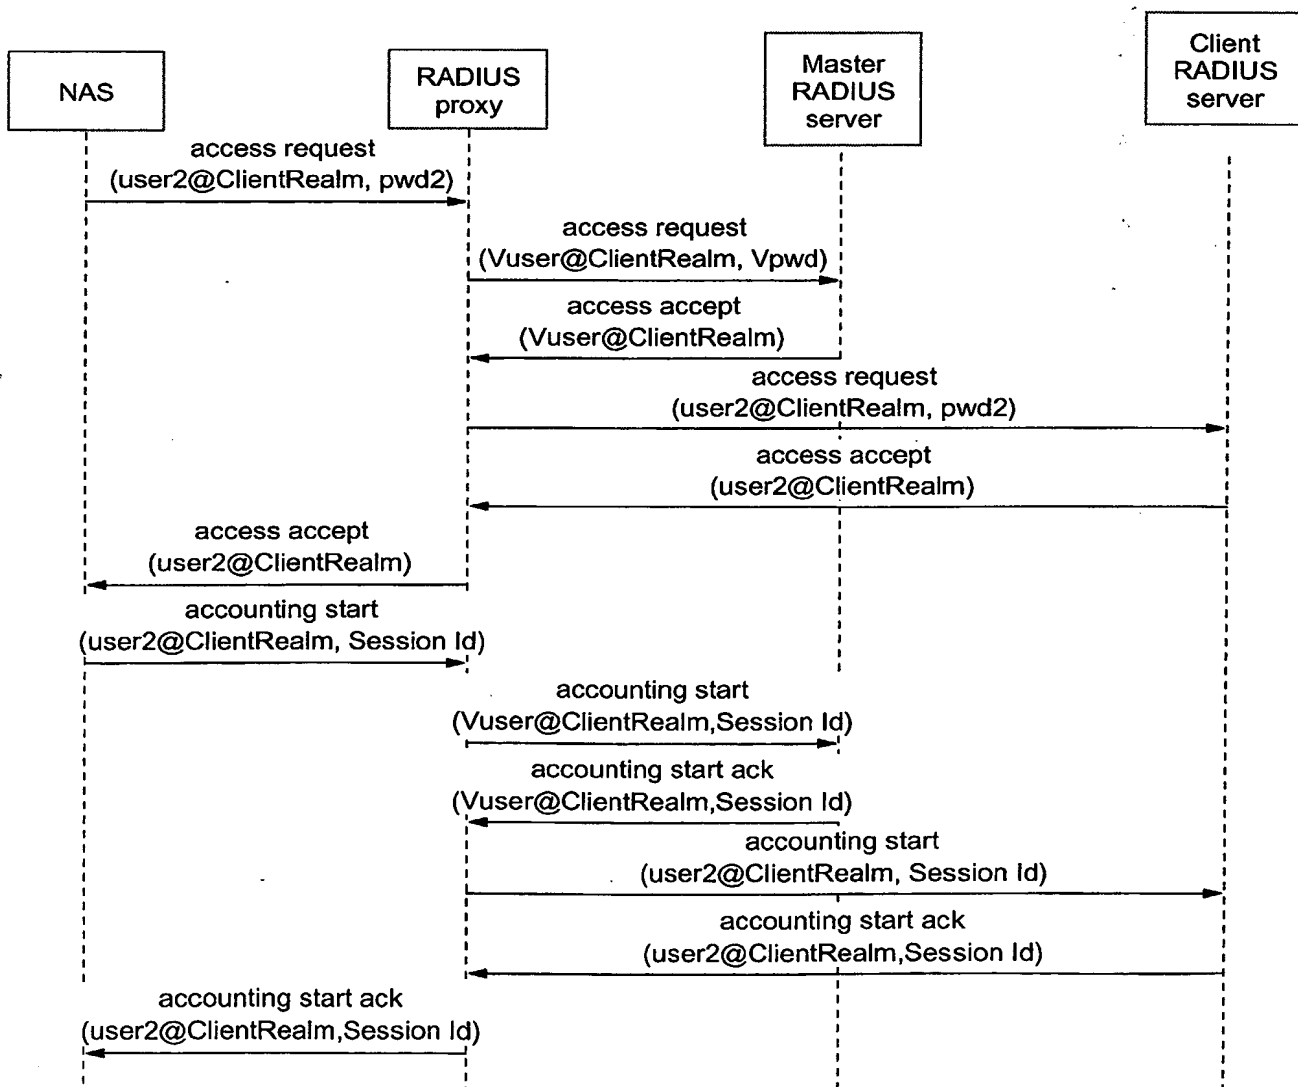 NAS
RADIUS
proxy
Master
RADIUS
server
Client
RADIUS
server
access request
(user2@ClientRealm, pwd2)
access request
(Vuser@ClientRealm, Vpwd)
access accept
(Vuser@ClientRealm)
access request
(user2@ClientRealm, pwd2)
access accept
(user2@ClientRealm)
access accept
(user2@ClientRealm)
accounting start
(user2@ClientRealm, Session Id)
accounting start
(Vuser@ClientRealm,Session Id)
accounting start ack
(Vuser@ClientRealm,Session Id)
accounting start
(user2@ClientRealm, Session Id)
accounting start ack
(user2@ClientRealm,Session Id)
accounting start ack
(user2@ClientRealm,Session Id)